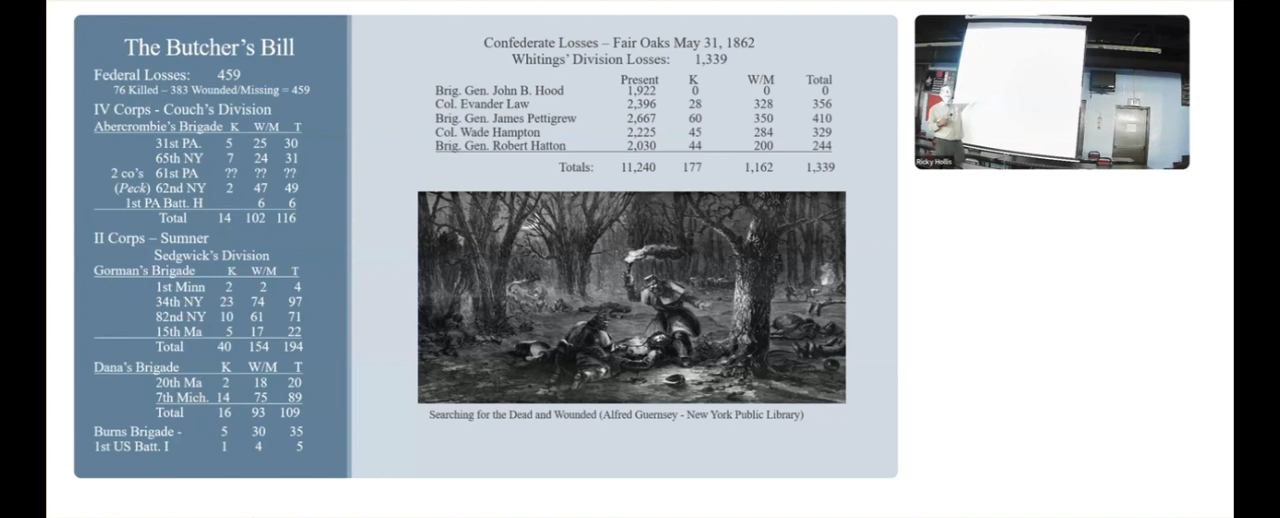 The Butcher's Bill
Federal Losses: 459
76 Killed – 383 Wounded/Missing = 459
IV Corps - Couch's Division
Abercrombie's Brigade K W/M T
31st PA. 5 25 30
65th NY 7 24 31
2 co's 61st PA ?? ?? ??
(Peck) 62nd NY 2 47 49
1st PA Batt. H 6 6
Total 14 102 116
II Corps – Sumner
Sedgwick's Division
Gorman's Brigade K W/M T
1st Minn 2 2 4
34th NY 23 74 97
82nd NY 10 61 71
15th Ma 5 17 22
Total 40 154 194
Dana's Brigade K W/M T
20th Ma 2 18 20
7th Mich. 14 75 89
Total 16 93 109
Burns Brigade - 5 30 35
1st US Batt. I 1 4 5
Confederate Losses – Fair Oaks May 31, 1862
Whitings' Division Losses: 1,339
Present K W/M Total
Brig. Gen. John B. Hood 1,922 0 0 0
Col. Evander Law 2,396 28 328 356
Brig. Gen. James Pettigrew 2,667 60 350 410
Col. Wade Hampton 2,225 45 284 329
Brig. Gen. Robert Hatton 2,030 44 200 244
Totals: 11,240 177 1,162 1,339
Searching for the Dead and Wounded (Alfred Guernsey - New York Public Library)
Ricky Hollis